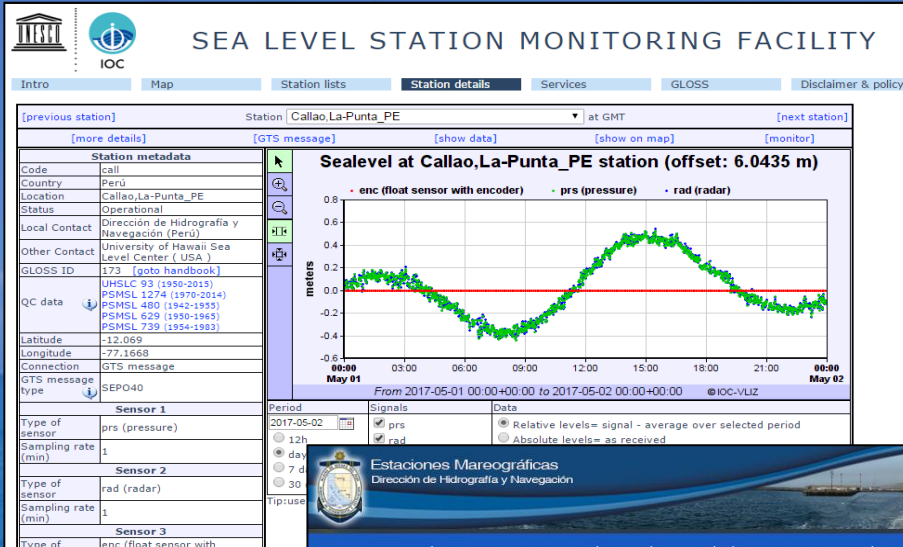 UNESCO
IOC
SEA LEVEL STATION MONITORING FACILITY
Intro Map Station lists Station details Services GLOSS Disclaimer & policy
[previous station] Station Callao,La-Punta_PE at GMT [next station]
[more details] [GTS message] [show data] [show on map] [monitor]
Station metadata
Code call
Country Perú
Location Callao,La-Punta_PE
Status Operational
Local Contact Dirección de Hidrografía y
Navegación (Perú)
Other Contact University of Hawaii Sea
Level Center ( USA )
GLOSS ID 173 [goto handbook]
QC data
UHSLC 93 (1950-2015)
PSMSL 1274 (1970-2014)
PSMSL 480 (1942-1955)
PSMSL 629 (1950-1965)
PSMSL 739 (1954-1983)
Latitude -12.069
Longitude -77.1668
Connection GTS message
GTS message
type SEPO40
Sensor 1
Type of
sensor prs (pressure)
Sampling rate
(min) 1
Sensor 2
Type of
sensor rad (radar)
Sampling rate
(min) 1
Sensor 3
Type of enc (float sensor with
Sealevel at Callao,La-Punta_PE station (offset: 6.0435 m)
enc (float sensor with encoder) prs (pressure) rad (radar)
meters
0.8
0.6
0.4
0.2
0.0
-0.2
-0.4
-0.6
00:00 03:00 06:00 09:00 12:00 15:00 18:00 21:00 00:00
May 01 May 02
From 2017-05-01 00:00+00:00 to 2017-05-02 00:00+00:00 ©IOC-VLIZ
Period Signals Data
2017-05-02 prs Relative levels= signal - average over selected period
12h rad Absolute levels= as received
day
7 d
30
Tip:use
Estaciones Mareográficas
Dirección de Hidrografía y Navegación